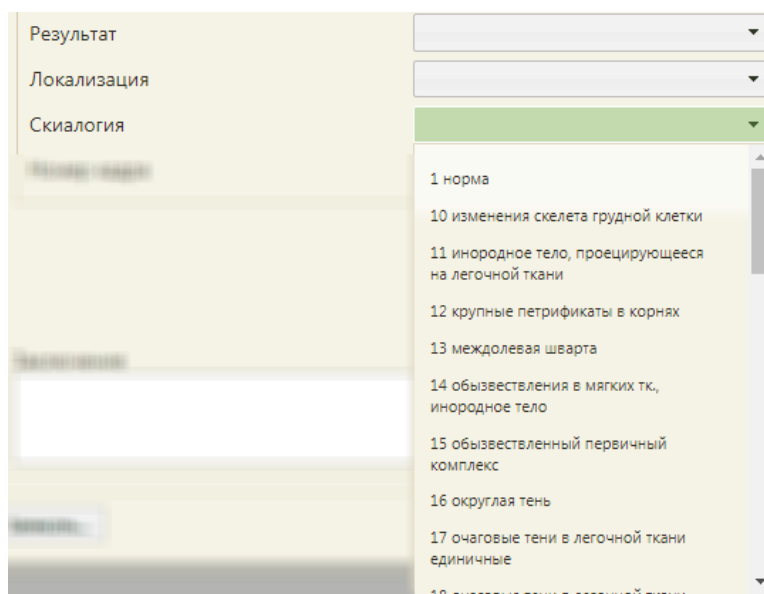 Результат
Локализация
Скиалогия
1 норма
10 изменения скелета грудной клетки
11 инородное тело, проецирующееся
на легочной ткани
12 крупные петрификаты в корнях
13 междолевая шварта
14 обызвествления в мягких тк.,
инородное тело
15 обызвествленный первичный
комплекс
16 округлая тень
17 очаговые тени в легочной ткани
единичные